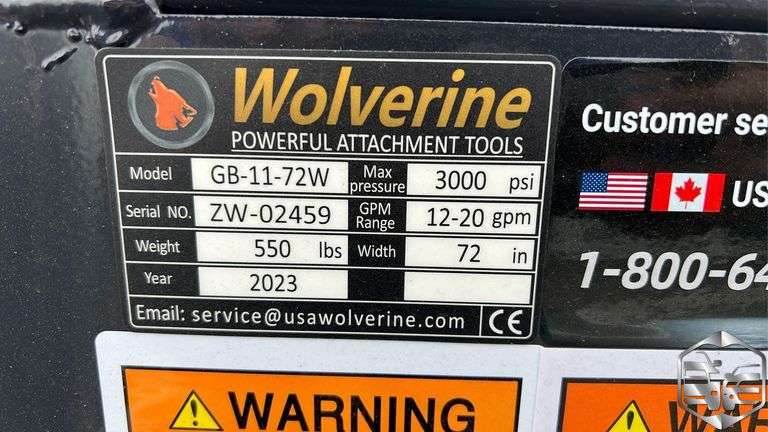 Wolverine
POWERFUL ATTACHMENT TOOLS
Model GB-11-72W Max pressure 3000 psi
Serial NO. ZW-02459 GPM Range 12-20 gpm
Weight 550 lbs Width 72 in
Year 2023
Email: service@usawolverine.com CE
Customer se
US
1-800-64
WARNING